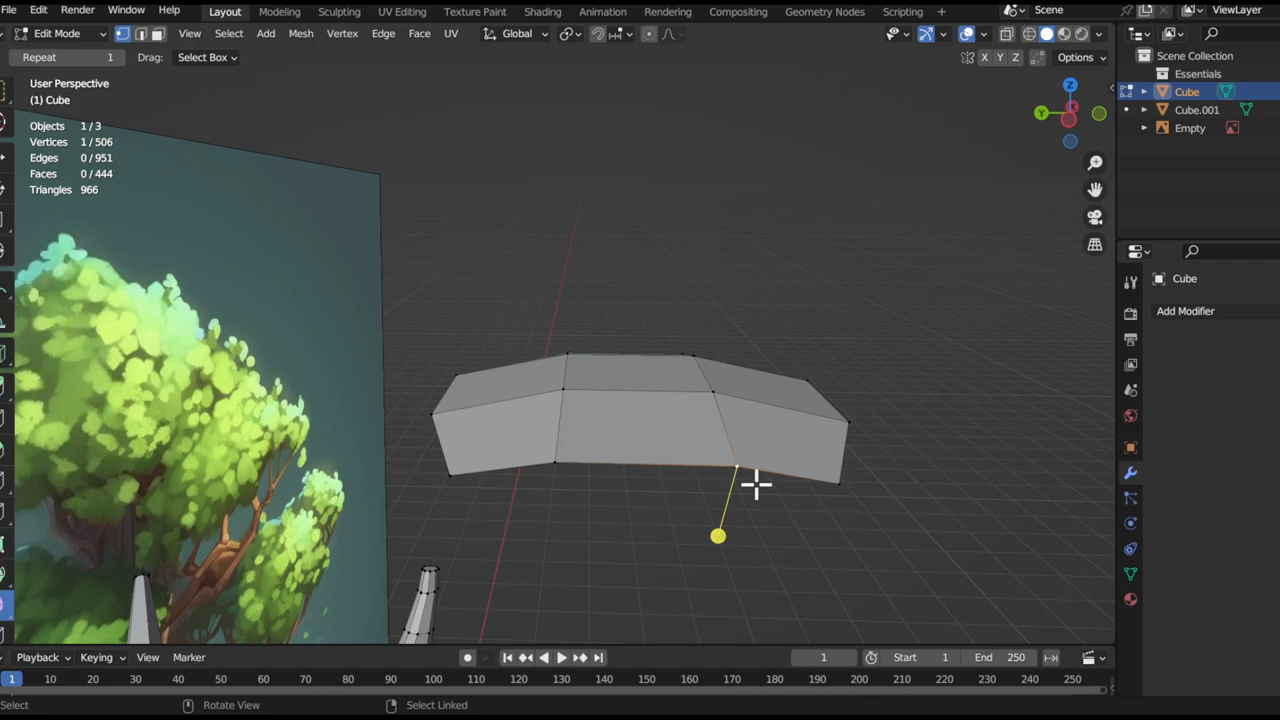 File Edit Render Window Help Layout Modeling Sculpting UV Editing Texture Paint Shading Animation Rendering Compositing Geometry Nodes Scripting + Scene ViewLayer
Edit Mode View Select Add Mesh Vertex Edge Face UV Global
Repeat 1 Drag: Select Box X Y Z Options
User Perspective
(1) Cube
Objects 1 / 3
Vertices 1 / 506
Edges 0 / 951
Faces 0 / 444
Triangles 966
Z
Y
Scene Collection
Essentials
Cube
Cube.001
Empty
Cube
Add Modifier
Playback Keying View Marker 1 Start 1 End 250
1 10 20 30 40 50 60 70 80 90 100 110 120 130 140 150 160 170 180 190 200 210 220 230 240 250
Select Rotate View Select Linked